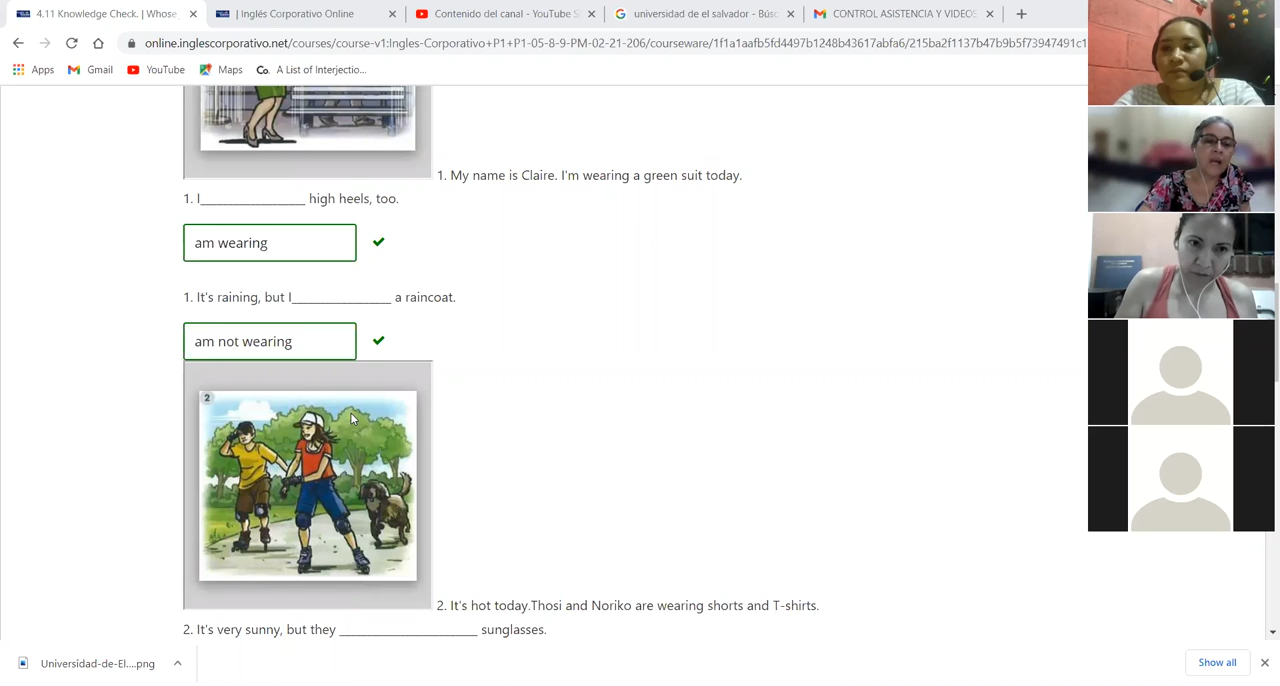 4.11 Knowledge Check. | Whose
| Inglés Corporativo Online
Contenido del canal - YouTube S
universidad de el salvador - Búsc
CONTROL ASISTENCIA Y VIDEOS
online.inglescorporativo.net/courses/course-v1:Ingles-Corporativo+P1+P1-05-8-9-PM-02-21-206/courseware/1f1a1aafb5fd4497b1248b43617abfa6/215ba2f1137b47b9b5f73947491c1
Apps
Gmail
YouTube
Maps
Co.
A List of Interjectio...
1. My name is Claire. I'm wearing a green suit today.
1. I_________________ high heels, too.
am wearing
1. It's raining, but I________________ a raincoat.
am not wearing
2
2. It's hot today.Thosi and Noriko are wearing shorts and T-shirts.
2. It's very sunny, but they ______________________ sunglasses.
Universidad-de-El....png
Show all